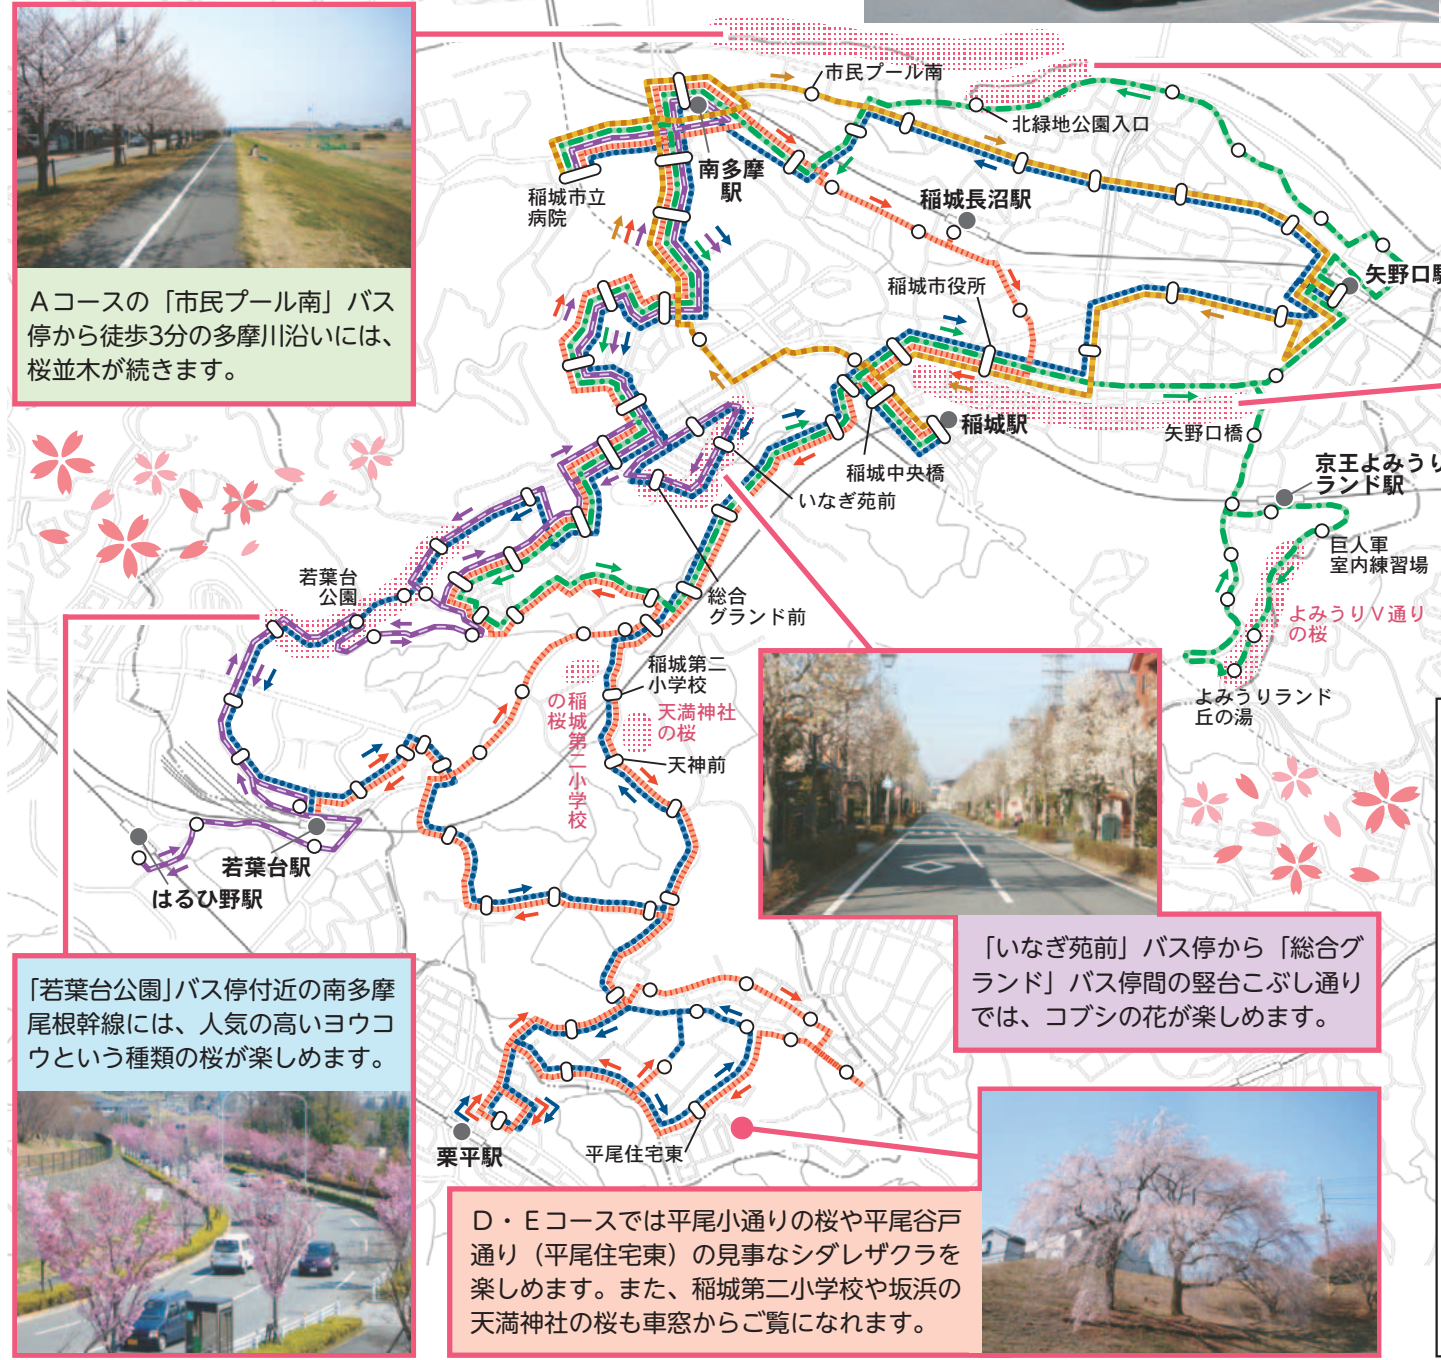 市民プール南
北緑地公園入口
南多摩
駅
稲城市立
病院
稲城長沼駅
稲城市役所
矢野口駅
Aコースの「市民プール南」バス
停から徒歩3分の多摩川沿いには、
桜並木が続きます。
稲城駅
矢野口橋
稲城中央橋
いなぎ苑前
京王よみうり
ランド駅
巨人軍
室内練習場
若葉台
公園
総合
グランド前
よみうりV通り
の桜
稲城第二
小学校
稲城第二小学校
の桜
天満神社
の桜
よみうりランド
丘の湯
天神前
若葉台駅
はるひ野駅
「いなぎ苑前」バス停から「総合グ
ランド」バス停間の竪台こぶし通り
では、コブシの花が楽しめます。
「若葉台公園」バス停付近の南多摩
尾根幹線には、人気の高いヨウコ
ウという種類の桜が楽しめます。
栗平駅
平尾住宅東
D・Eコースでは平尾小通りの桜や平尾谷戸
通り（平尾住宅東）の見事なシダレザクラを
楽しめます。また、稲城第二小学校や坂浜の
天満神社の桜も車窓からご覧になれます。